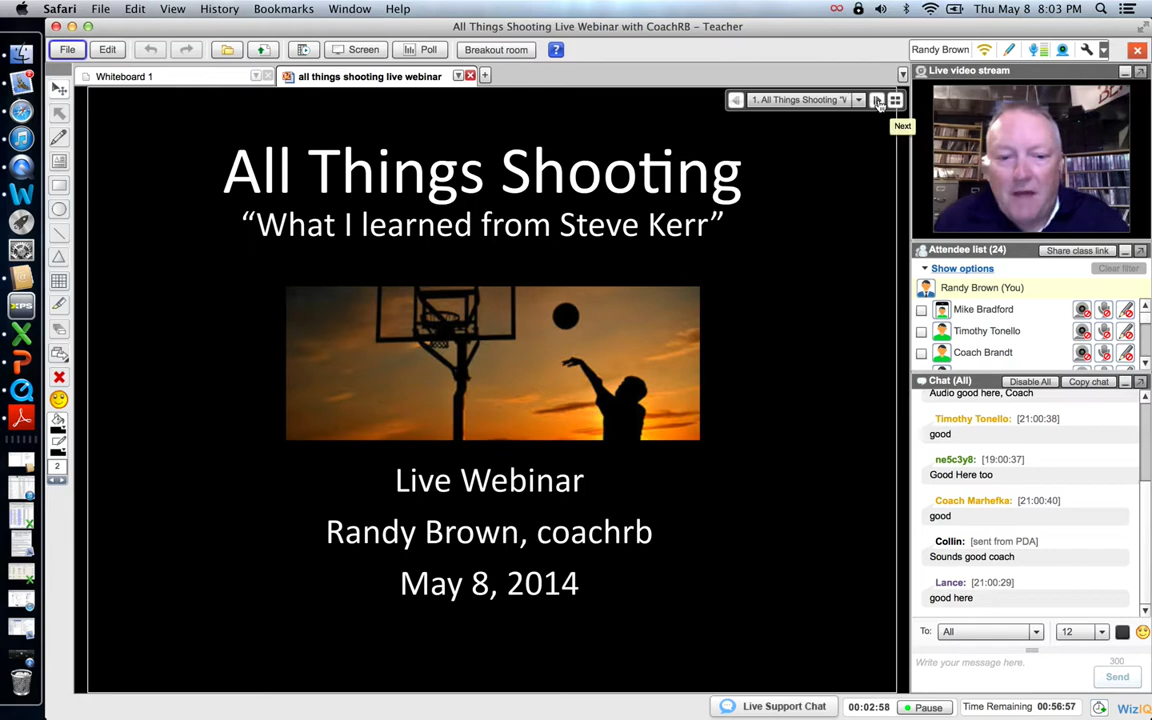 Safari File Edit View History Bookmarks Window Help Thu May 8 8:03 PM
All Things Shooting Live Webinar with CoachRB – Teacher
File Edit Screen Poll Breakout room ? Randy Brown
Whiteboard 1 all things shooting live webinar
Live video stream
1. All Things Shooting "V
Next
All Things Shooting
“What I learned from Steve Kerr”
Live Webinar
Randy Brown, coachrb
May 8, 2014
2
XPS
Attendee list (24) Share class link
Show options Clear filter
Randy Brown (You)
Mike Bradford
Timothy Tonello
Coach Brandt
Chat (All) Disable All Copy chat
Audio good here, Coach
Timothy Tonello: [21:00:38]
good
ne5c3y8: [19:00:37]
Good Here too
Coach Marhefka: [21:00:40]
good
Collin: [sent from PDA]
Sounds good coach
Lance: [21:00:29]
good here
To: All 12
Write your message here. 300
Send
Live Support Chat 00:02:58 Pause Time Remaining 00:56:57 WizIQ